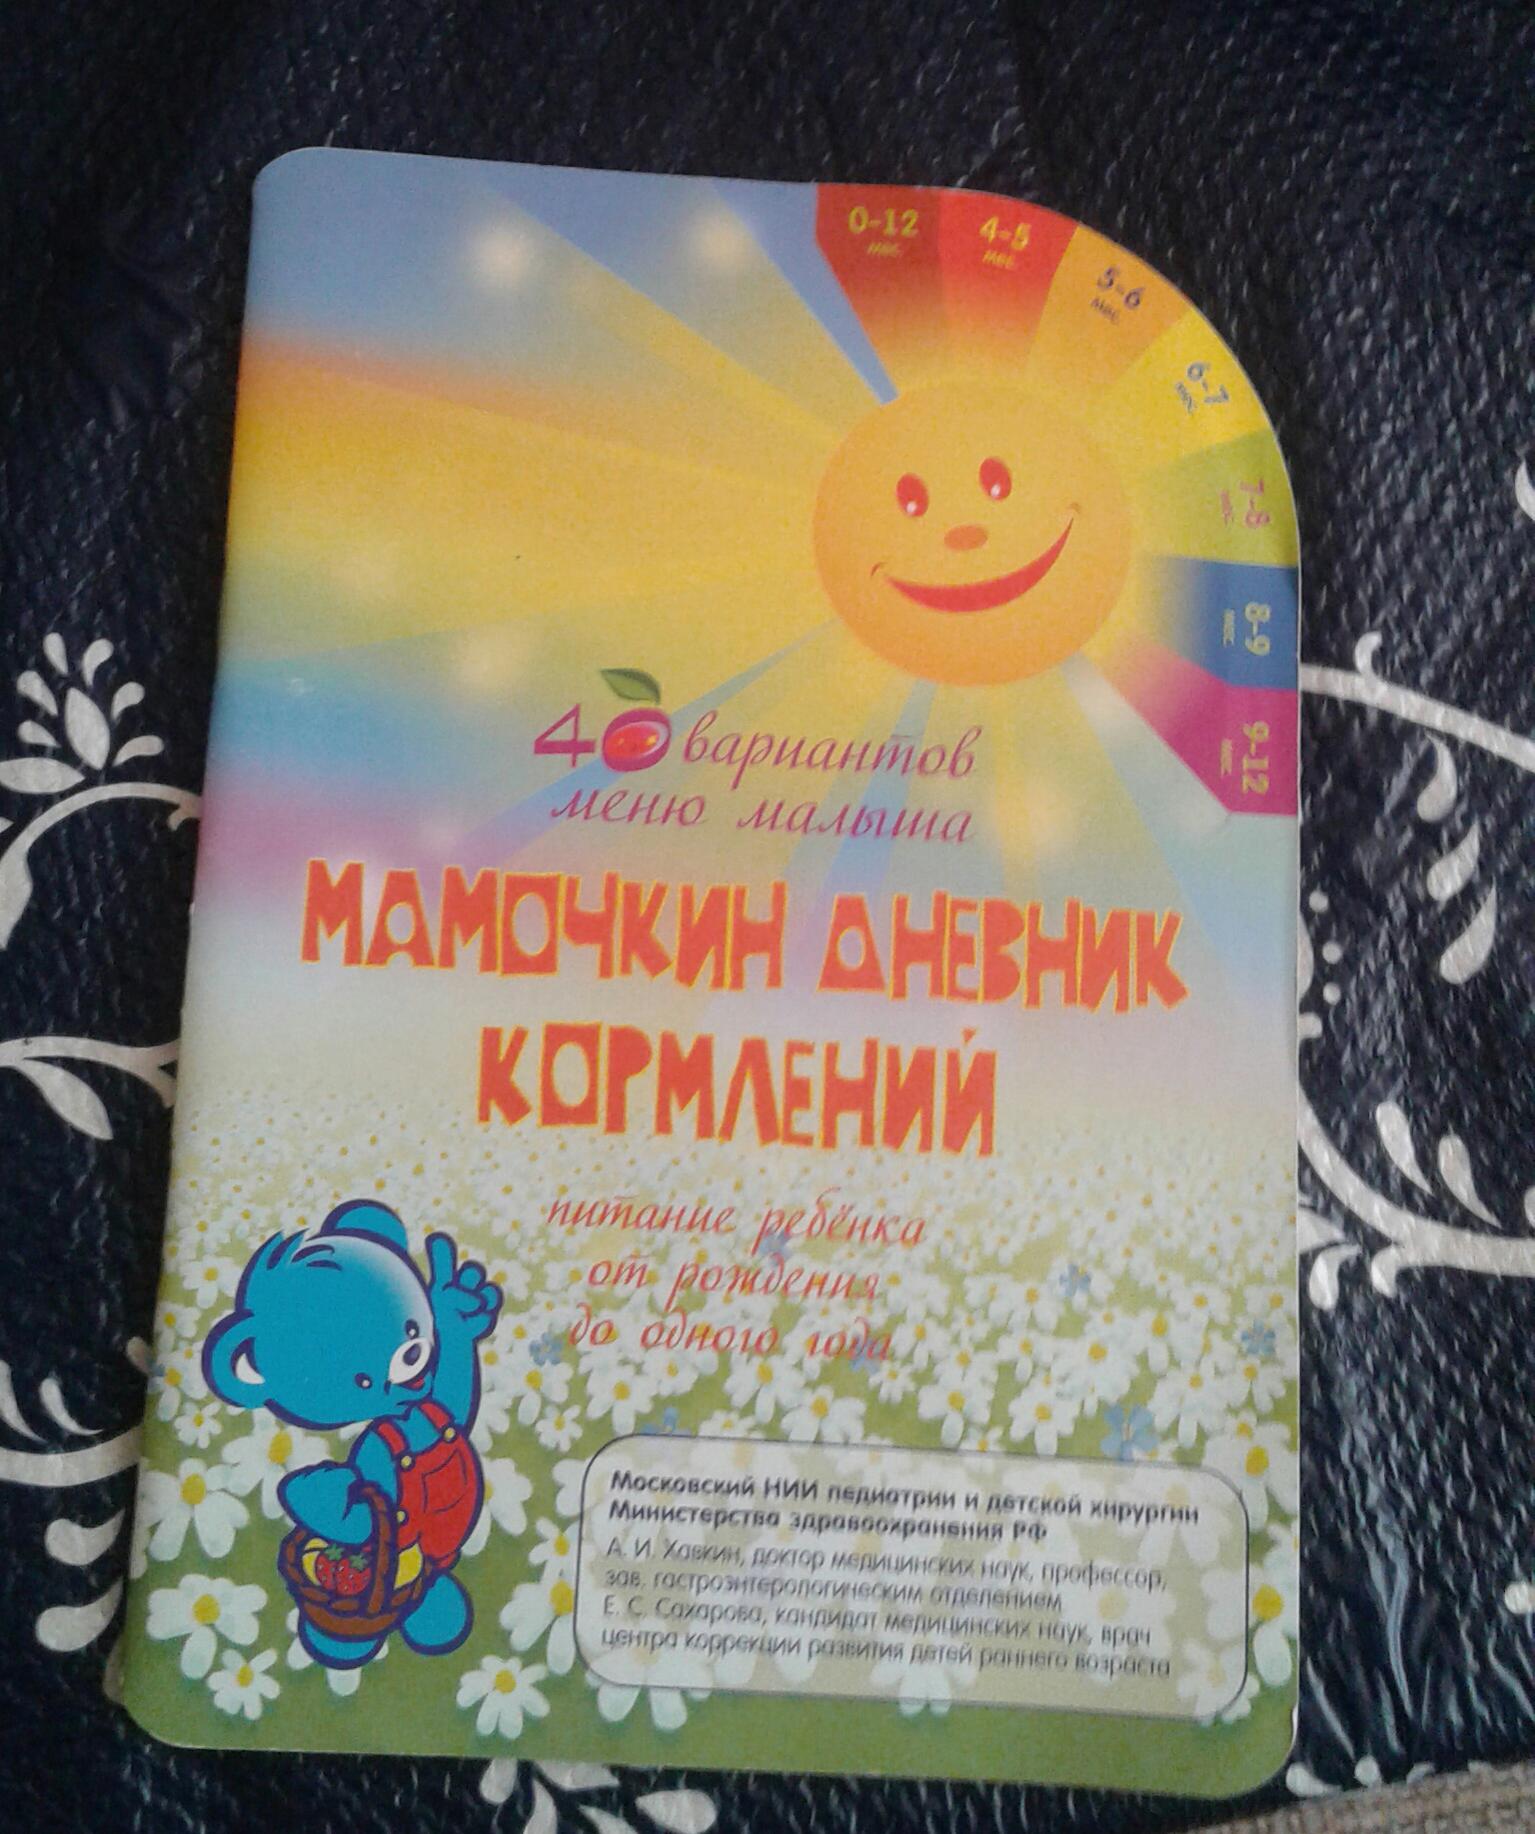 0-12
мес.
4-5
мес.
5-6
мес.
6-7
мес.
7-8
мес.
8-9
мес.
9-12
мес.
40 вариантов
меню малыша
МАМОЧКИН ДНЕВНИК
КОРМЛЕНИЙ
питание ребёнка
от рождения
до одного года
Московский НИИ педиатрии и детской хирургии
Министерства здравоохранения РФ
А. И. Хавкин, доктор медицинских наук, профессор,
зав. гастроэнтерологическим отделением
Е. С. Сахарова, кандидат медицинских наук, врач
центра коррекции развития детей раннего возраста